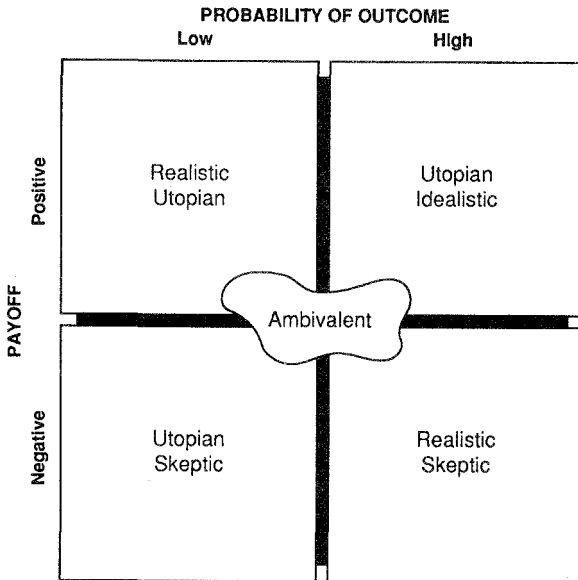 PROBABILITY OF OUTCOME
Low High
PAYOFF
Positive
Realistic
Utopian
Utopian
Idealistic
Ambivalent
Negative
Utopian
Skeptic
Realistic
Skeptic